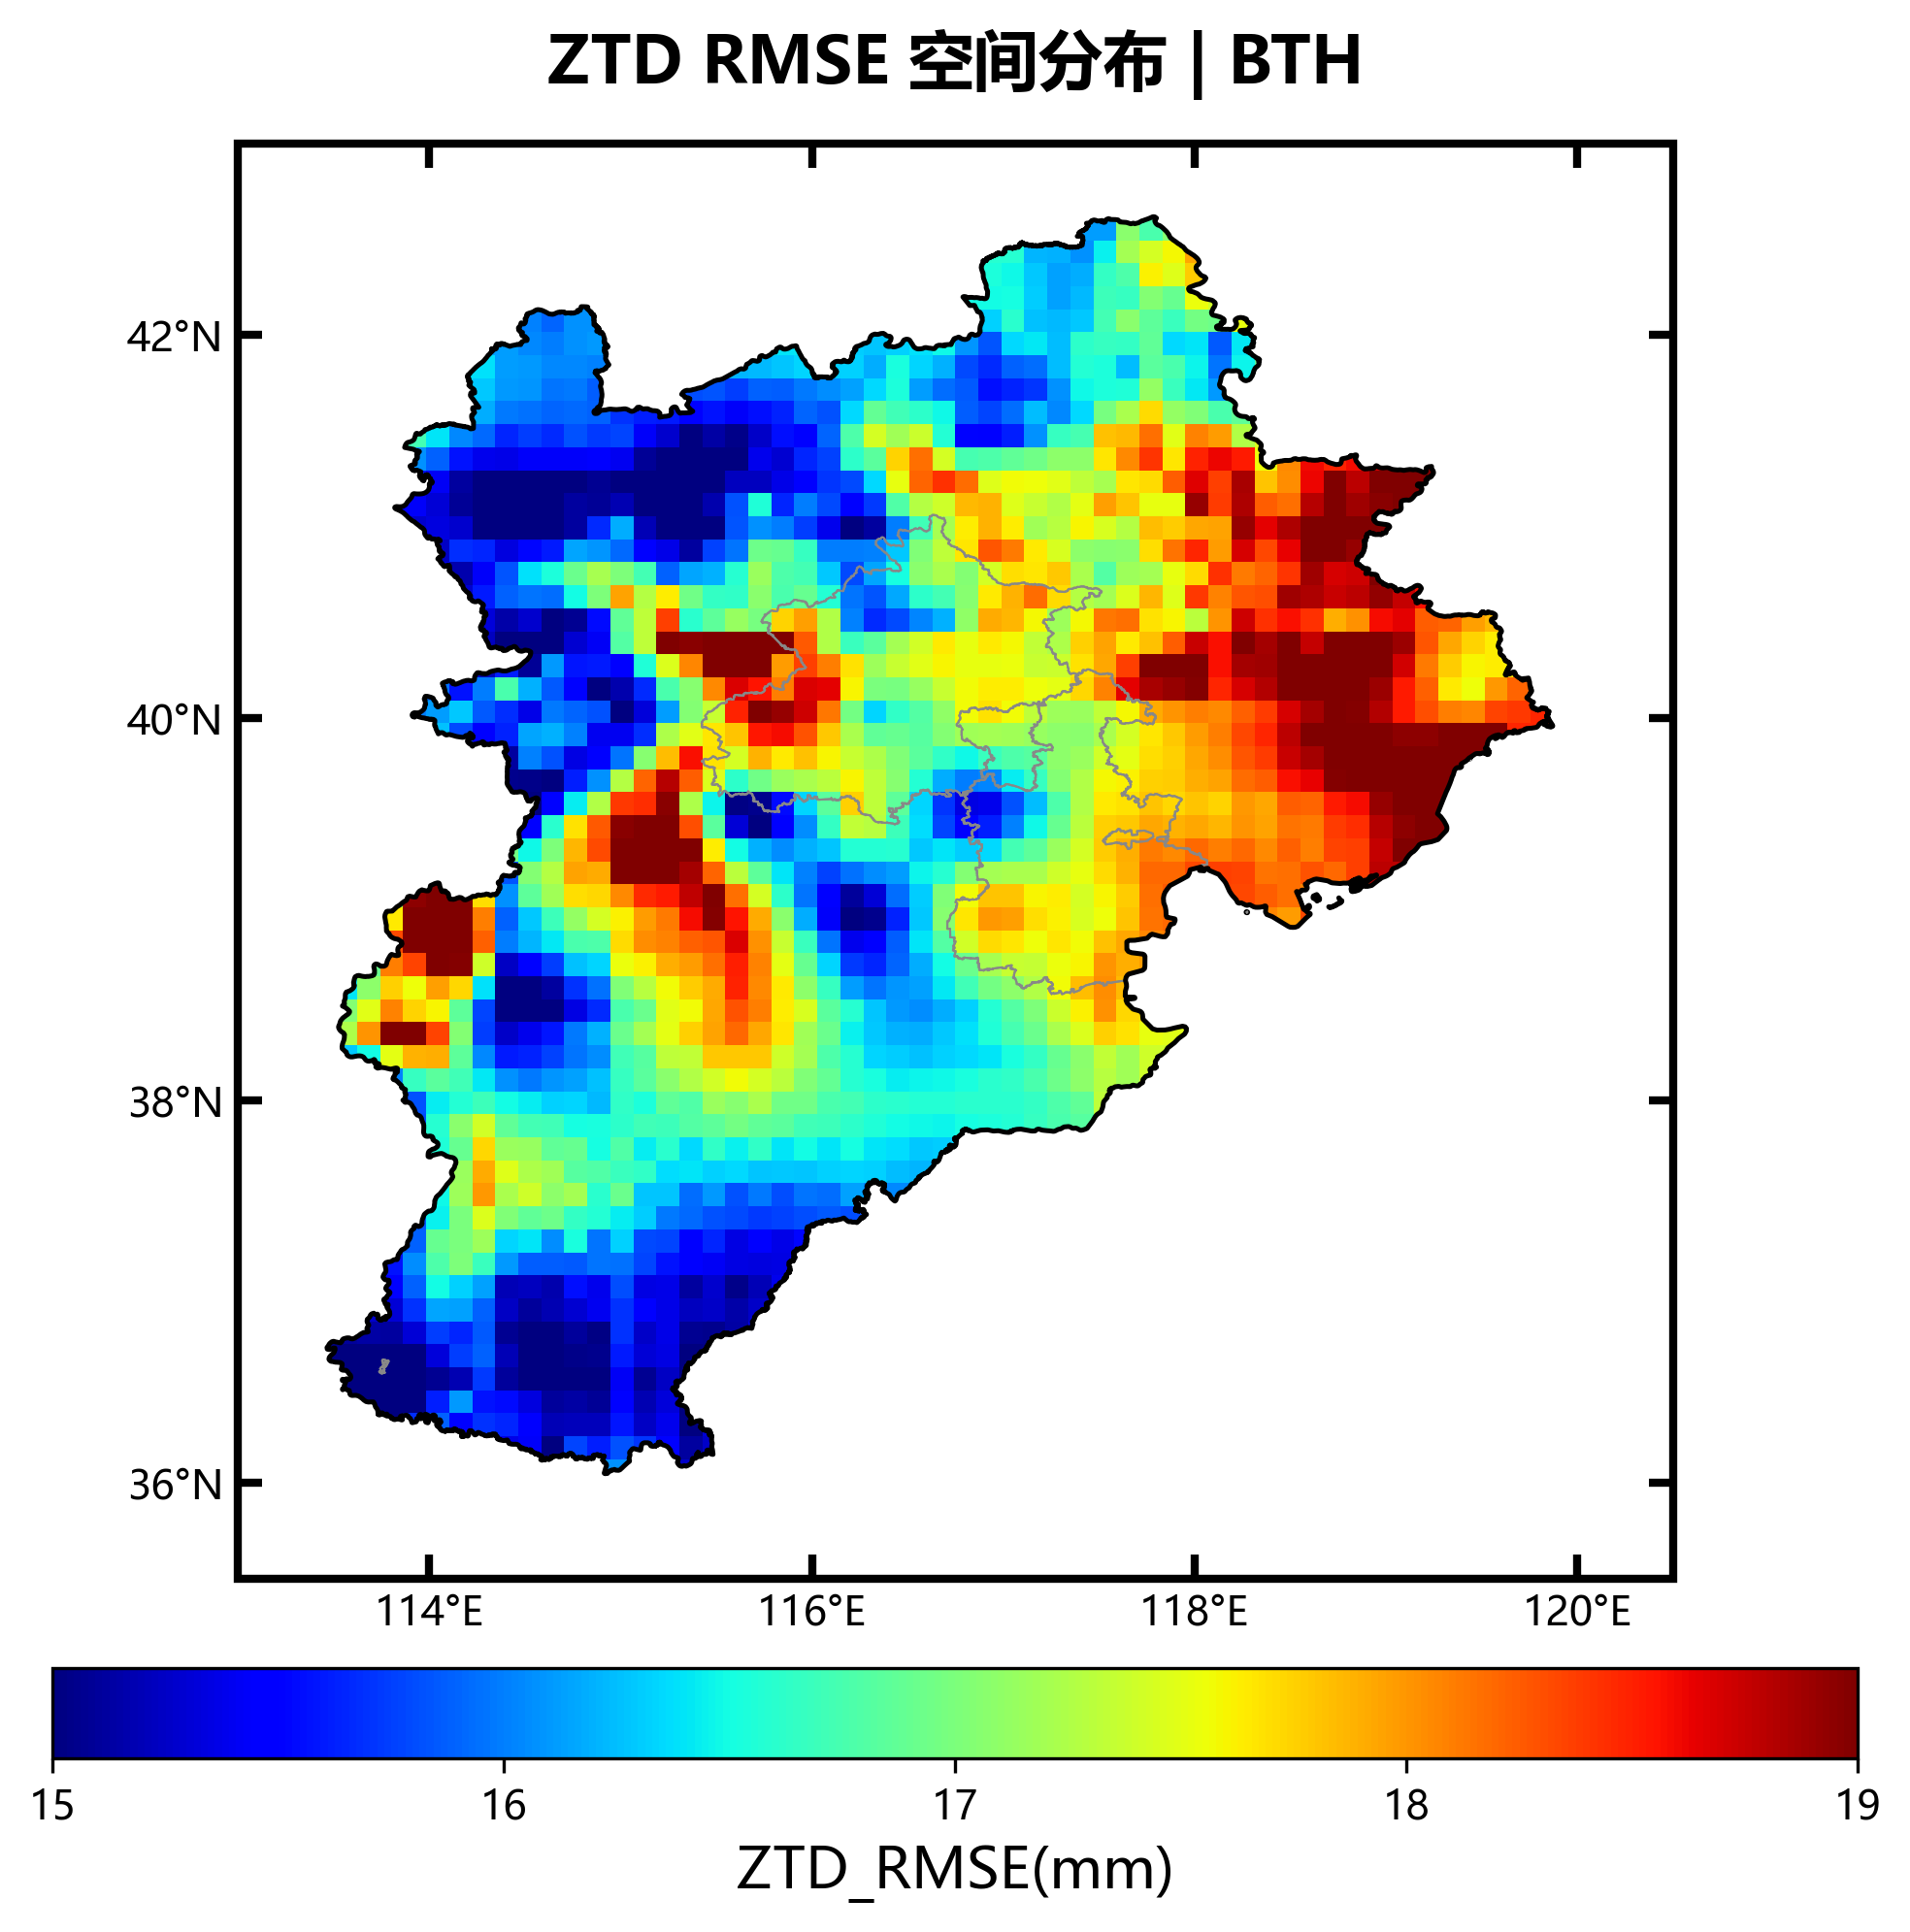 ZTD RMSE 空间分布 | BTH
42°N
40°N
38°N
36°N
114°E 116°E 118°E 120°E
15 16 17 18 19
ZTD_RMSE(mm)